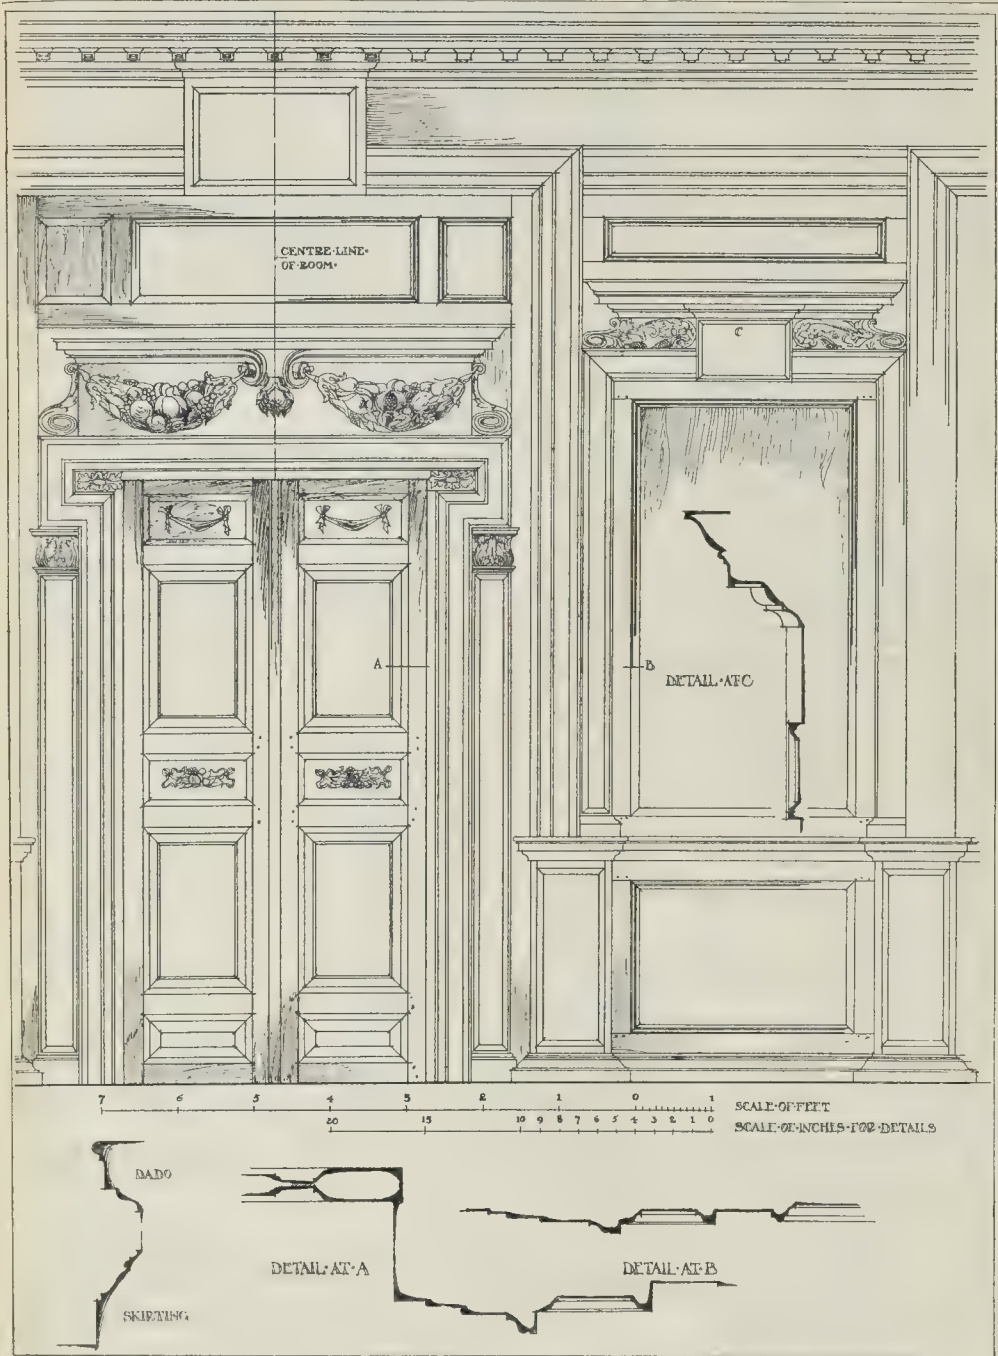 CENTRE·LINE·
OF·ROOM·
C
A
B
DETAIL·AT·C
7 6 5 4 3 2 1 0 1
SCALE·OF·FEET
20 15 10 9 8 7 6 5 4 3 2 1 0
SCALE·OF·INCHES·FOR·DETAILS
DADO
DETAIL·AT·A
DETAIL·AT·B
SKIRTING